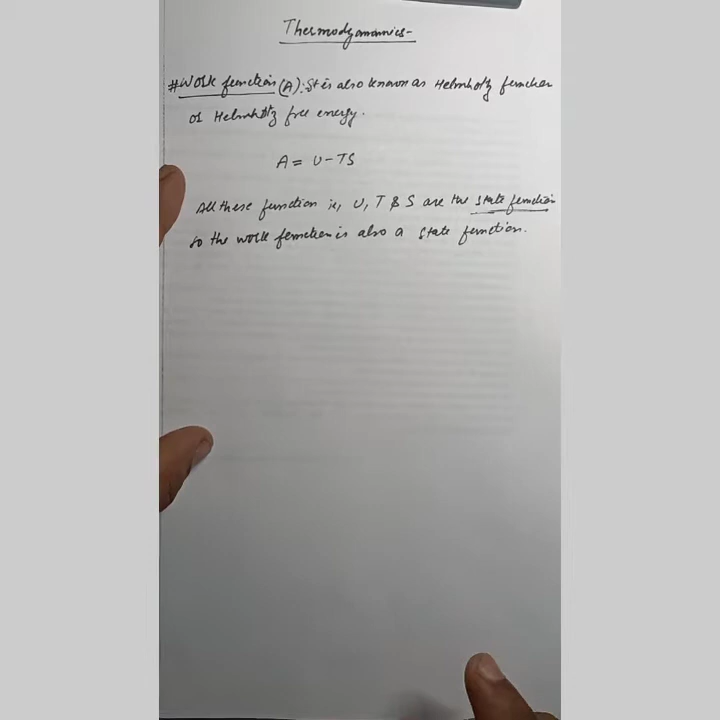 Thermodynamics-
# Work function (A): It is also known as Helmholtz function
or Helmholtz free energy.
A = U - TS
All these function ie, U, T & S are the state function
so the work function is also a state function.